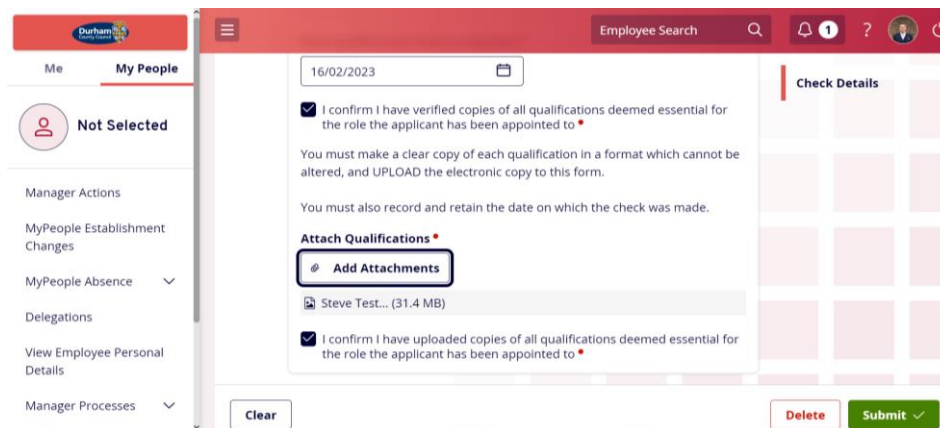 Durham
County Council
Employee Search
1
?
Me
My People
Not Selected
Manager Actions
MyPeople Establishment
Changes
MyPeople Absence
Delegations
View Employee Personal
Details
Manager Processes
16/02/2023
I confirm I have verified copies of all qualifications deemed essential for
the role the applicant has been appointed to •
You must make a clear copy of each qualification in a format which cannot be
altered, and UPLOAD the electronic copy to this form.
You must also record and retain the date on which the check was made.
Attach Qualifications •
Add Attachments
Steve Test... (31.4 MB)
I confirm I have uploaded copies of all qualifications deemed essential for
the role the applicant has been appointed to •
Check Details
Clear
Delete
Submit